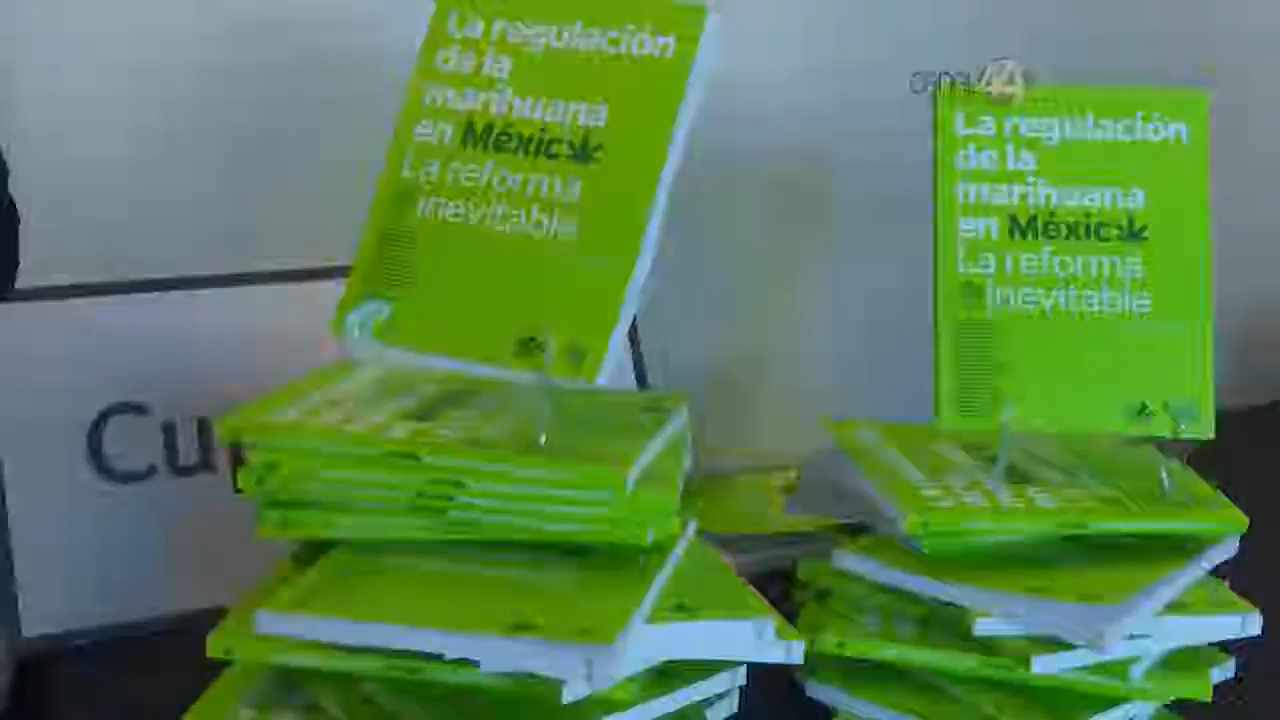 La regulación
de la
marihuana
en México
La reforma
inevitable
CANAL 44
La regulación
de la
marihuana
en México
La reforma
inevitable
Cu